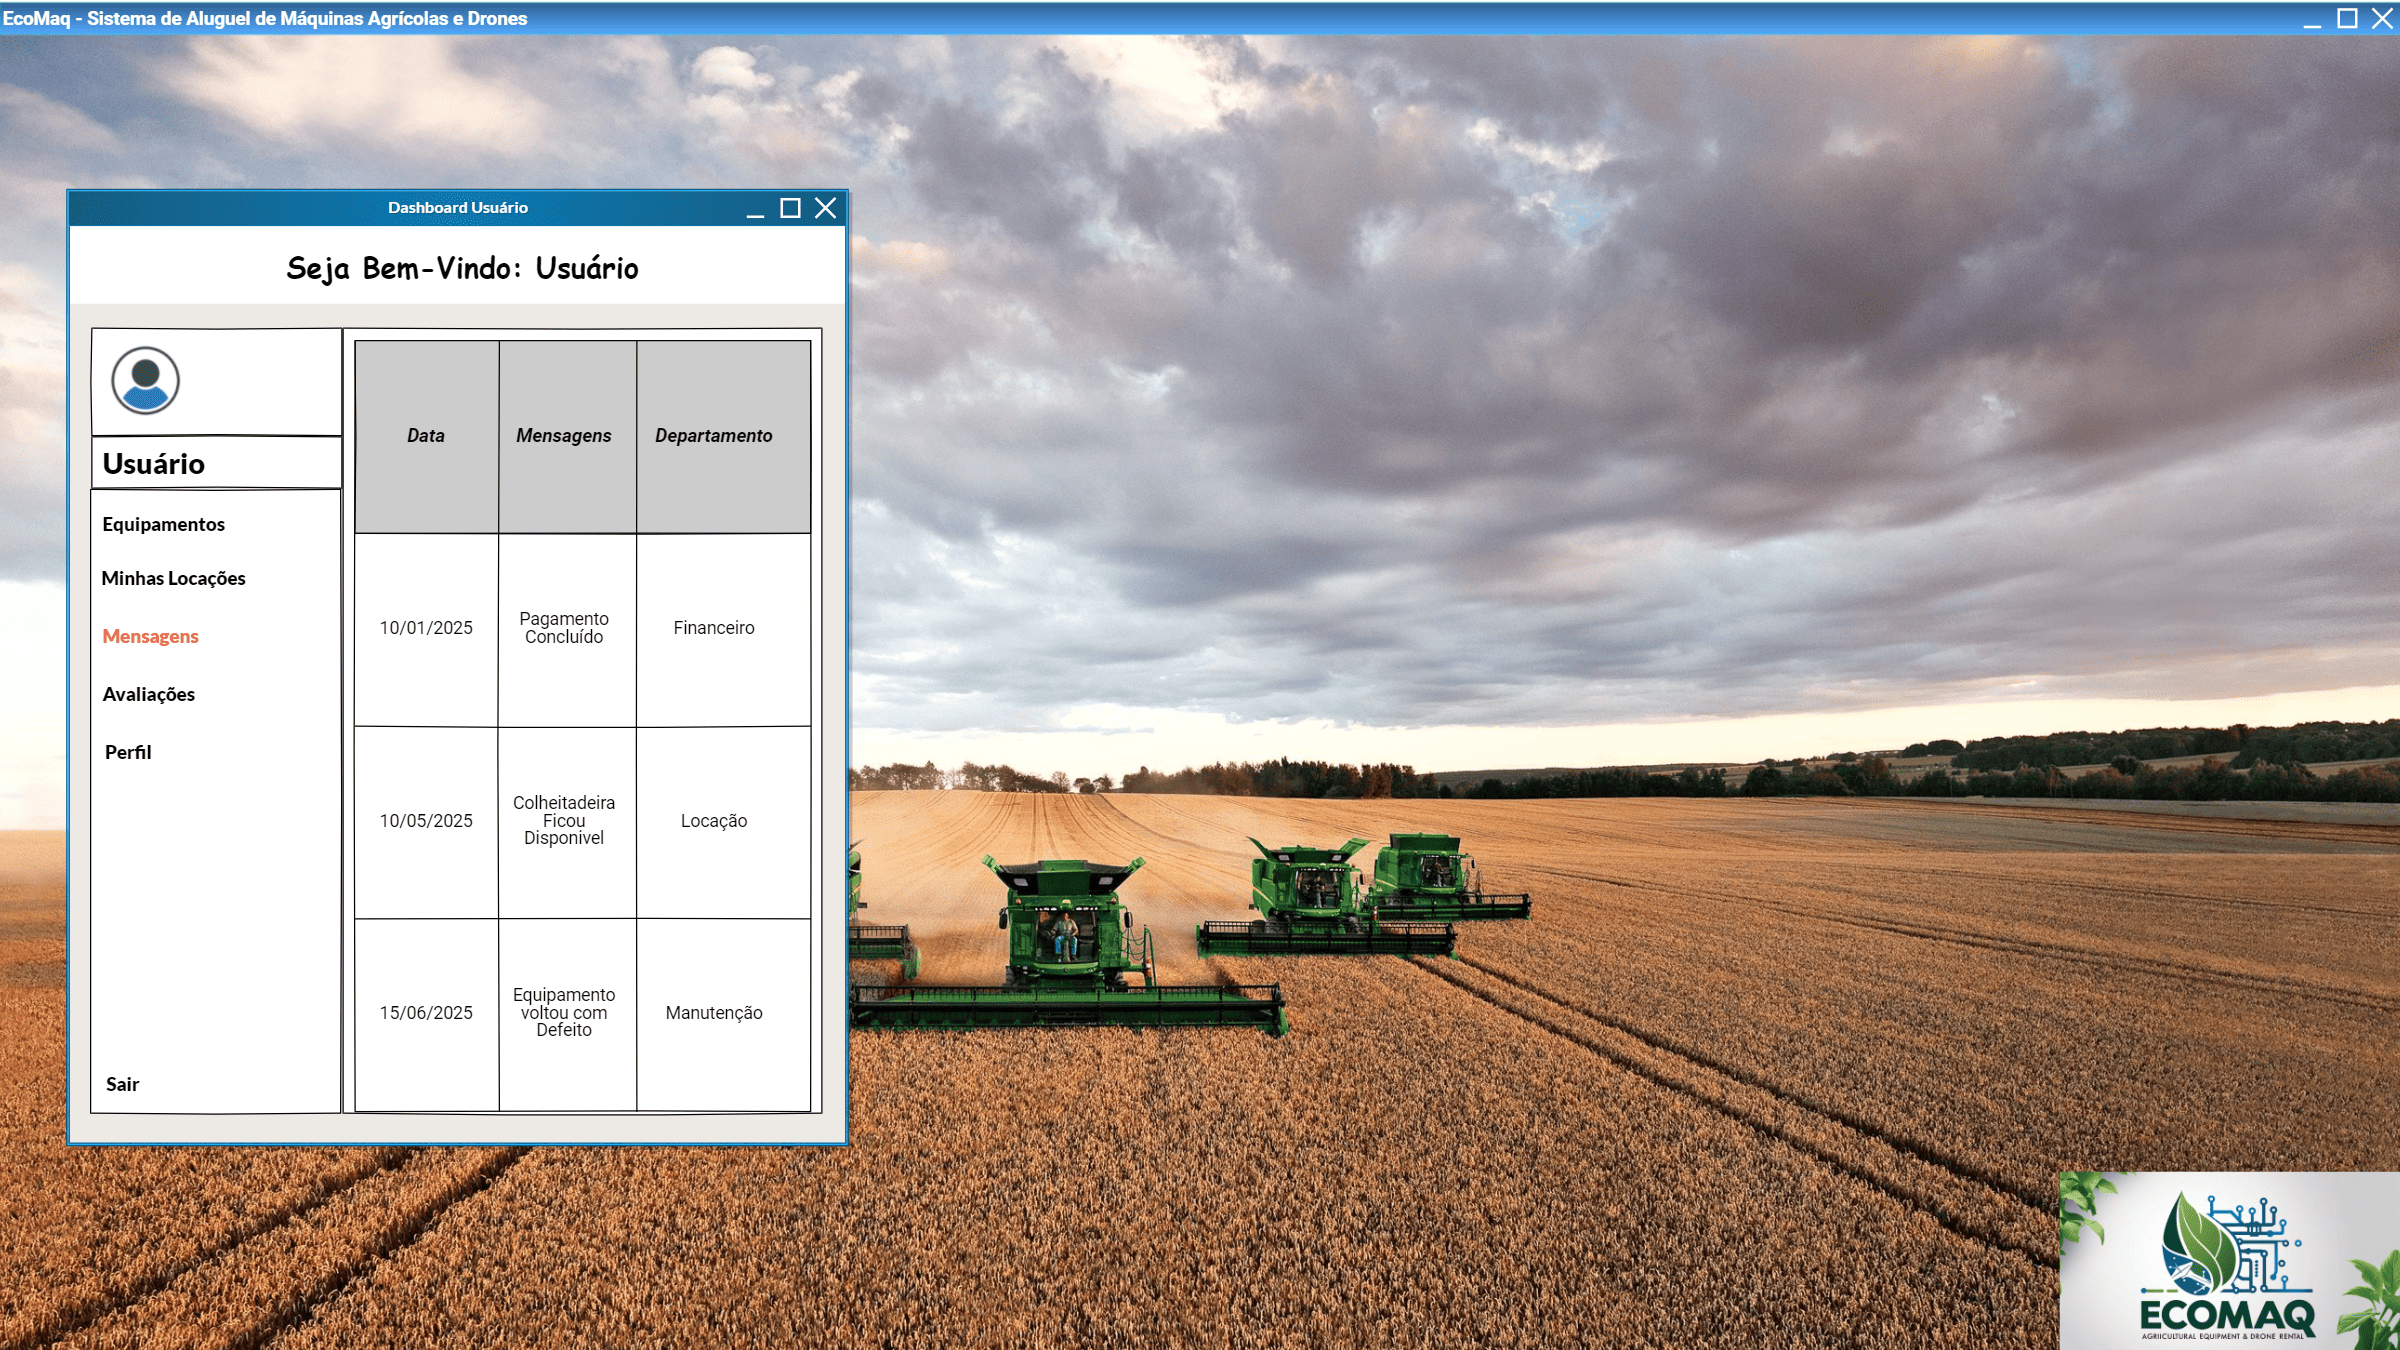 EcoMaq - Sistema de Aluguel de Máquinas Agrícolas e Drones
Dashboard Usuário
Seja Bem-Vindo: Usuário
Usuário
Equipamentos
Minhas Locações
Mensagens
Avaliações
Perfil
Sair
Data Mensagens Departamento
10/01/2025 Pagamento
Concluído Financeiro
10/05/2025 Colheitadeira
Ficou
Disponivel Locação
15/06/2025 Equipamento
voltou com
Defeito Manutenção
ECOMAQ
AGRIICULTURAL EQUIPMENT & DRONE RENTAL